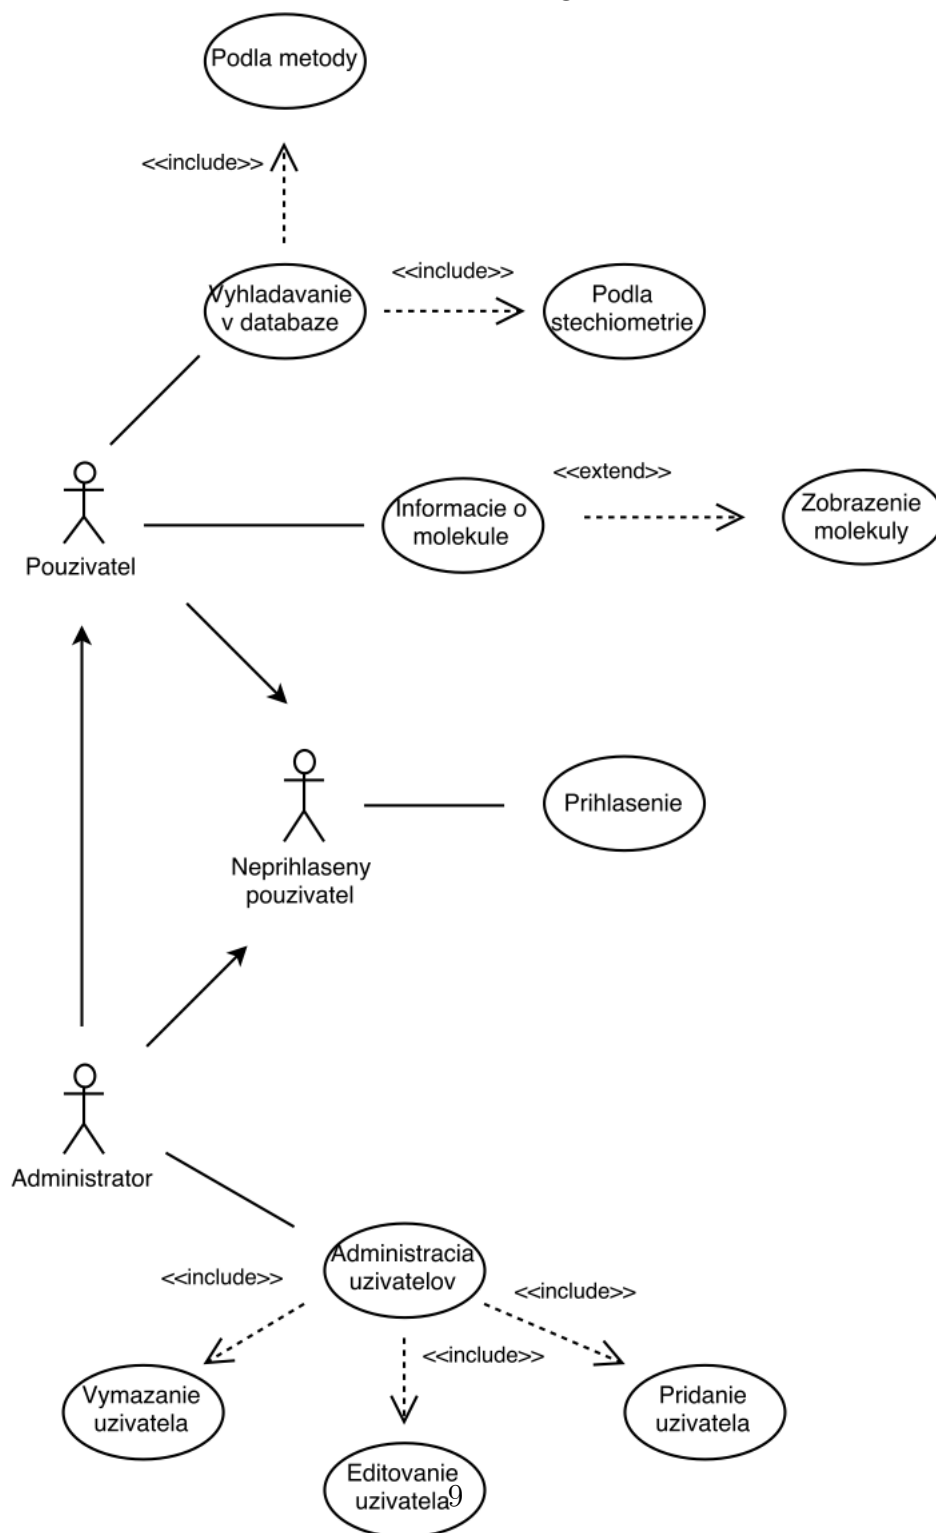 Podla metody
<<include>>
<<include>>
Vyhladavanie
v databaze
Podla
stechiometrie
<<extend>>
Informacie o
molekule
Zobrazenie
molekuly
Pouzivatel
Prihlasenie
Neprihlaseny
pouzivatel
Administrator
Administracia
uzivatelov
<<include>>
<<include>>
<<include>>
Vymazanie
uzivatela
Pridanie
uzivatela
Editovanie
uzivatela
9